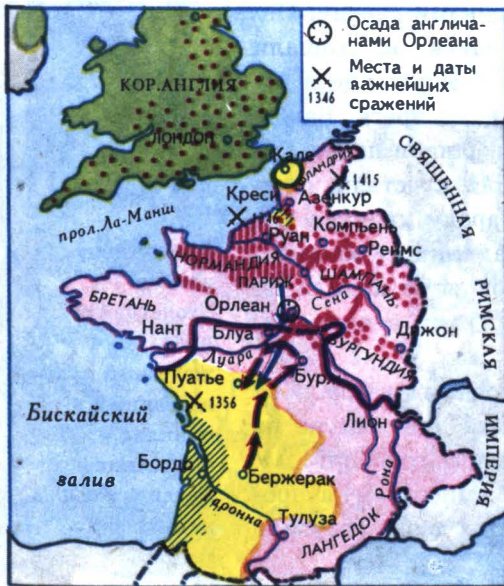 Осада англича-
нами Орлеана
Места и даты
важнейших
сражений
1346
КОР. АНГЛИЯ
ЛОНДОН
Кале
ФЛАНДРИЯ
1415
СВЯЩЕННАЯ
прол. Ла-Манш
Креси
Азенкур
Руан
Компьень
Реймс
НОРМАНДИЯ
ПАРИЖ
ШАМПАНЬ
Орлеан
Сена
БРЕТАНЬ
РИМСКАЯ
Нант
Блуа
Дижон
БУРГУНДИЯ
Луара
Бурж
Пуатье
1356
Бискайский
залив
Лион
ИМПЕРИЯ
Бордо
Бержерак
Рона
Гаронна
Тулуза
ЛАНГЕДОК